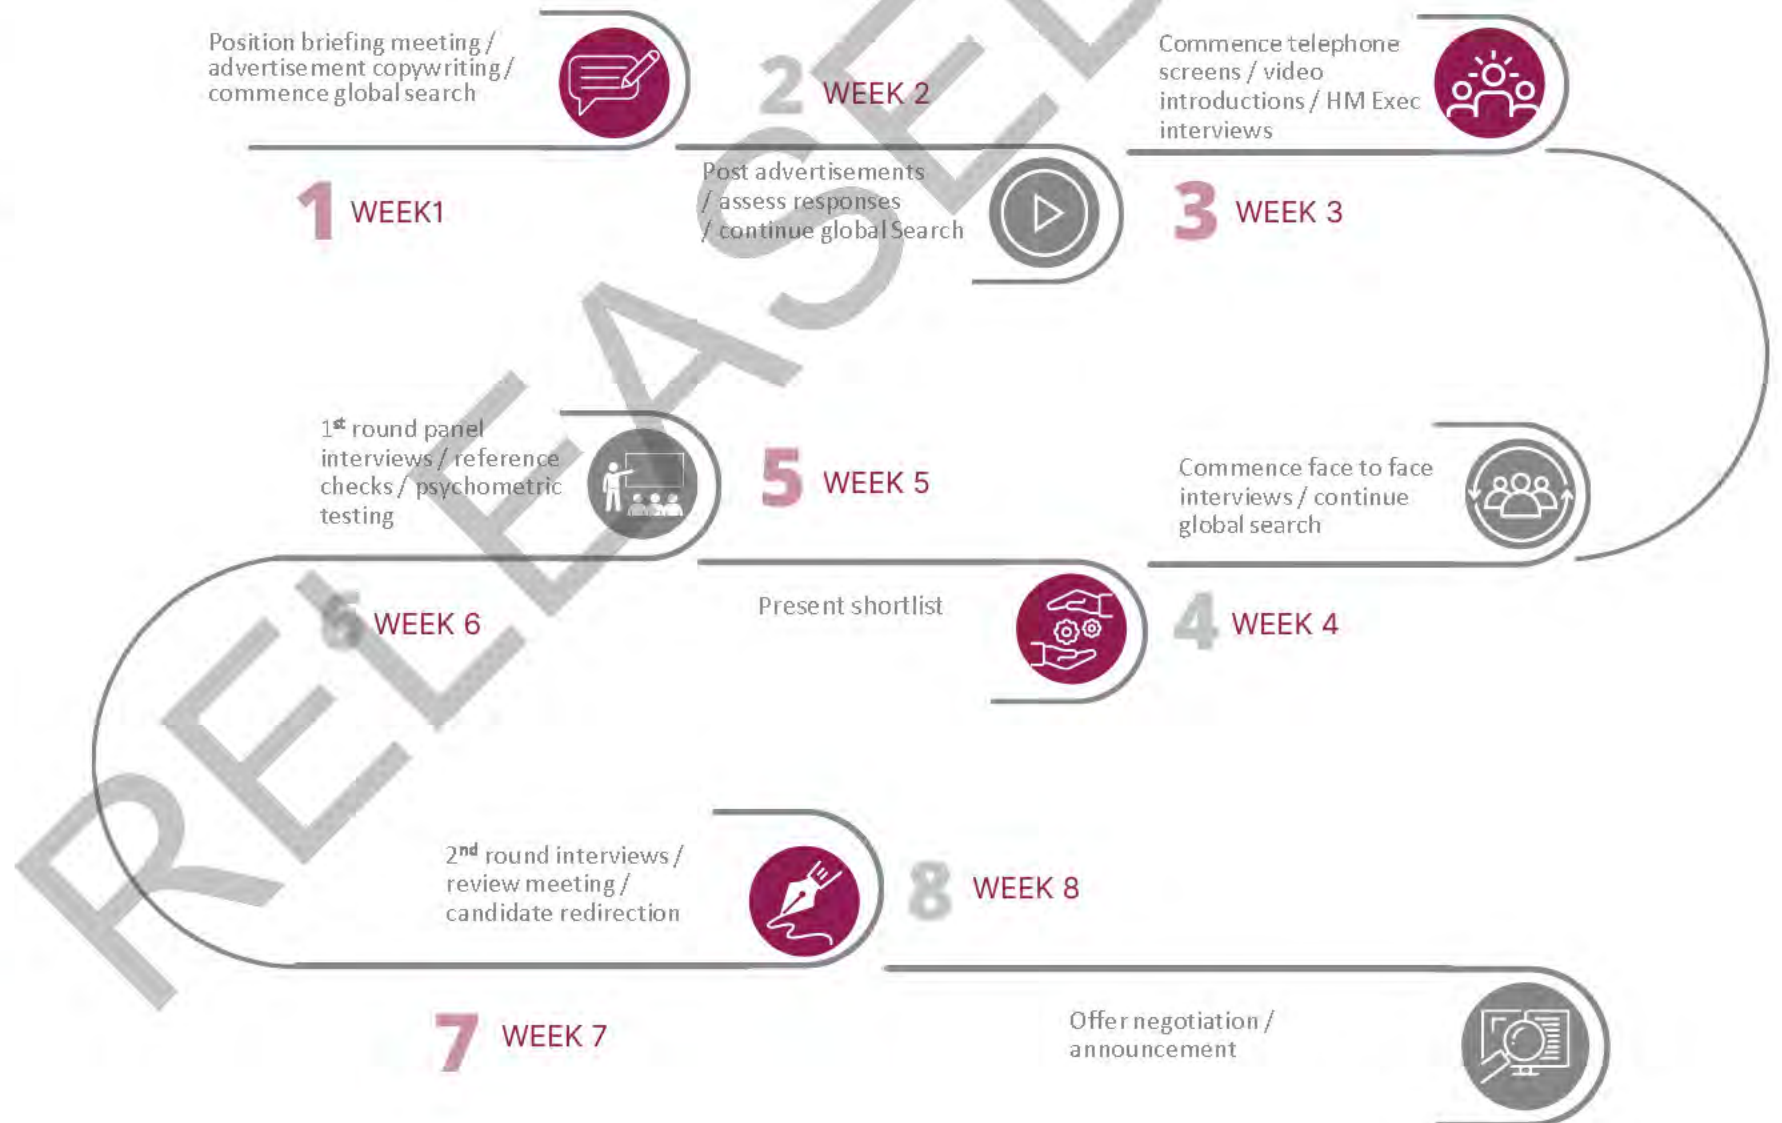 Position briefing meeting /
advertisement copywriting /
commence global search
1 WEEK1
2 WEEK 2
Post advertisements
/ assess responses
/ continue global Search
Commence telephone
screens / video
introductions / HM Exec
interviews
3 WEEK 3
Commence face to face
interviews / continue
global search
4 WEEK 4
5 WEEK 5
Present shortlist
1st round panel
interviews / reference
checks / psychometric
testing
6 WEEK 6
2nd round interviews /
review meeting /
candidate redirection
7 WEEK 7
8 WEEK 8
Offer negotiation /
announcement
RELEASED